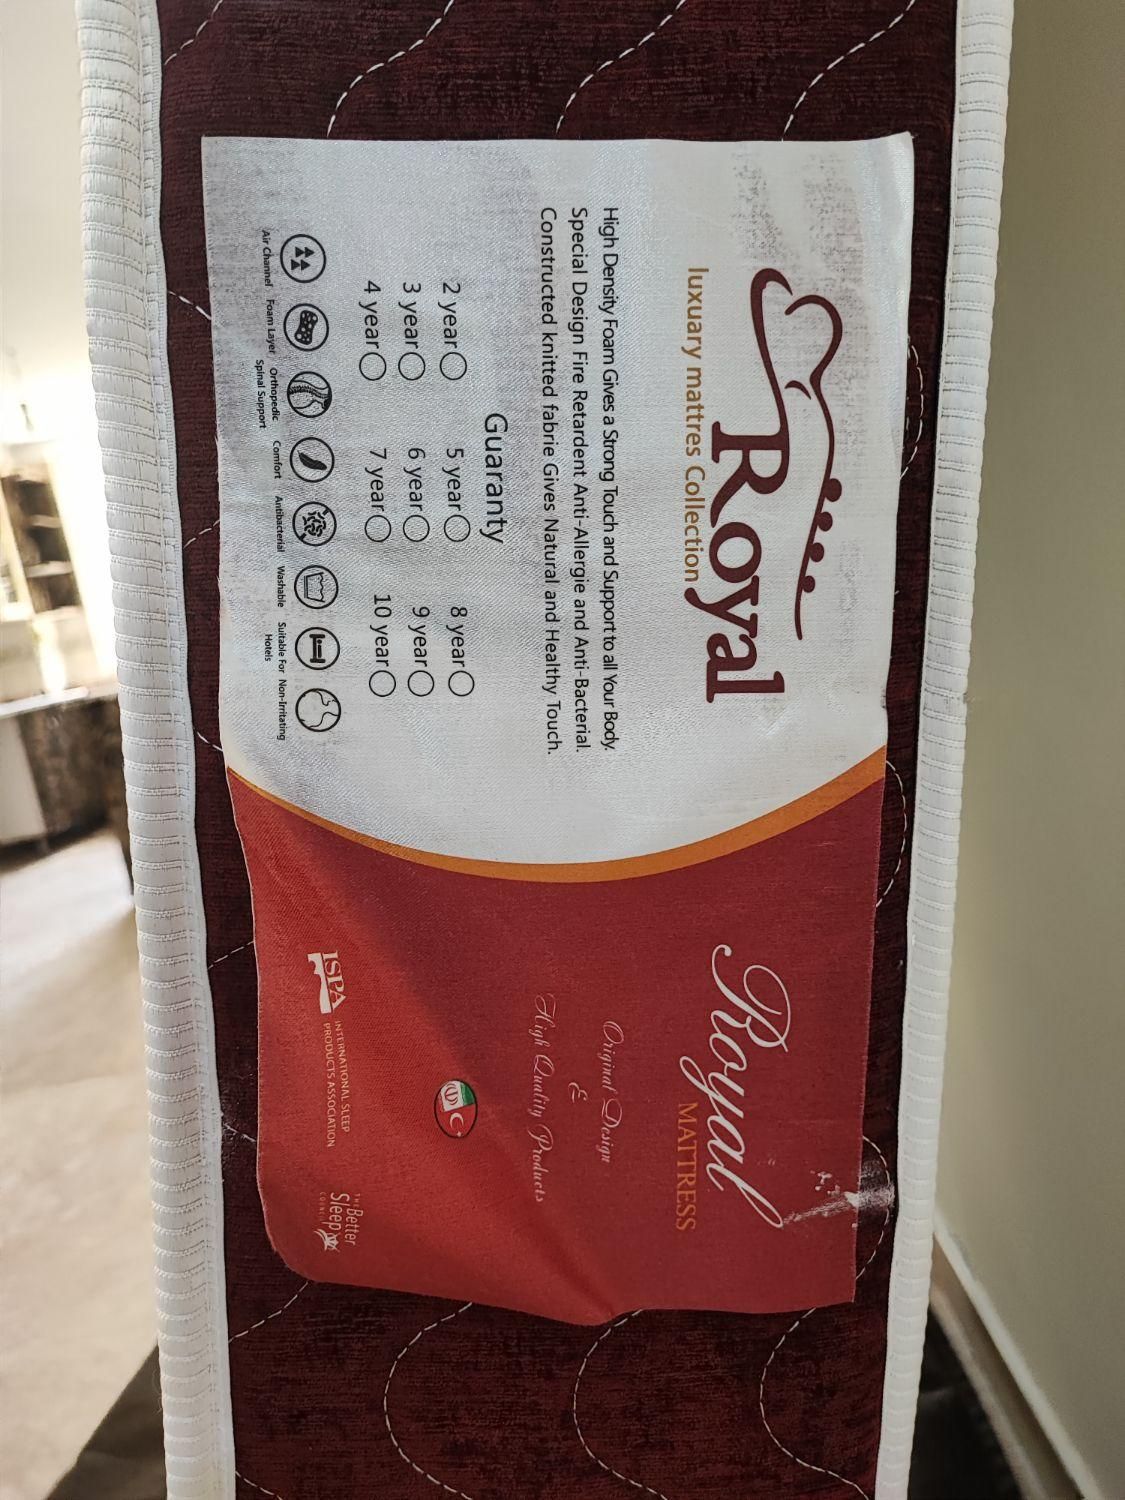 Royal
luxuary mattres Collection
High Density Foam Gives a Strong Touch and Support to all Your Body.
Special Design Fire Retardent Anti-Allergie and Anti-Bacterial.
Constructed knitted fabrie Gives Natural and Healthy Touch.
Guaranty
2 year 5 year 8 year
3 year 6 year 9 year
4 year 7 year 10 year
Air Channel
Foam Layer
Orthopedic
Spinal Support
Comfort
Antibacterial
Washable
Suitable For
Hotels
Non-Irritating
Royal
MATTRESS
Original Design
&
High Quality Products
ISPA
INTERNATIONAL SLEEP
PRODUCTS ASSOCIATION
THE Better
Sleep
COUNCIL